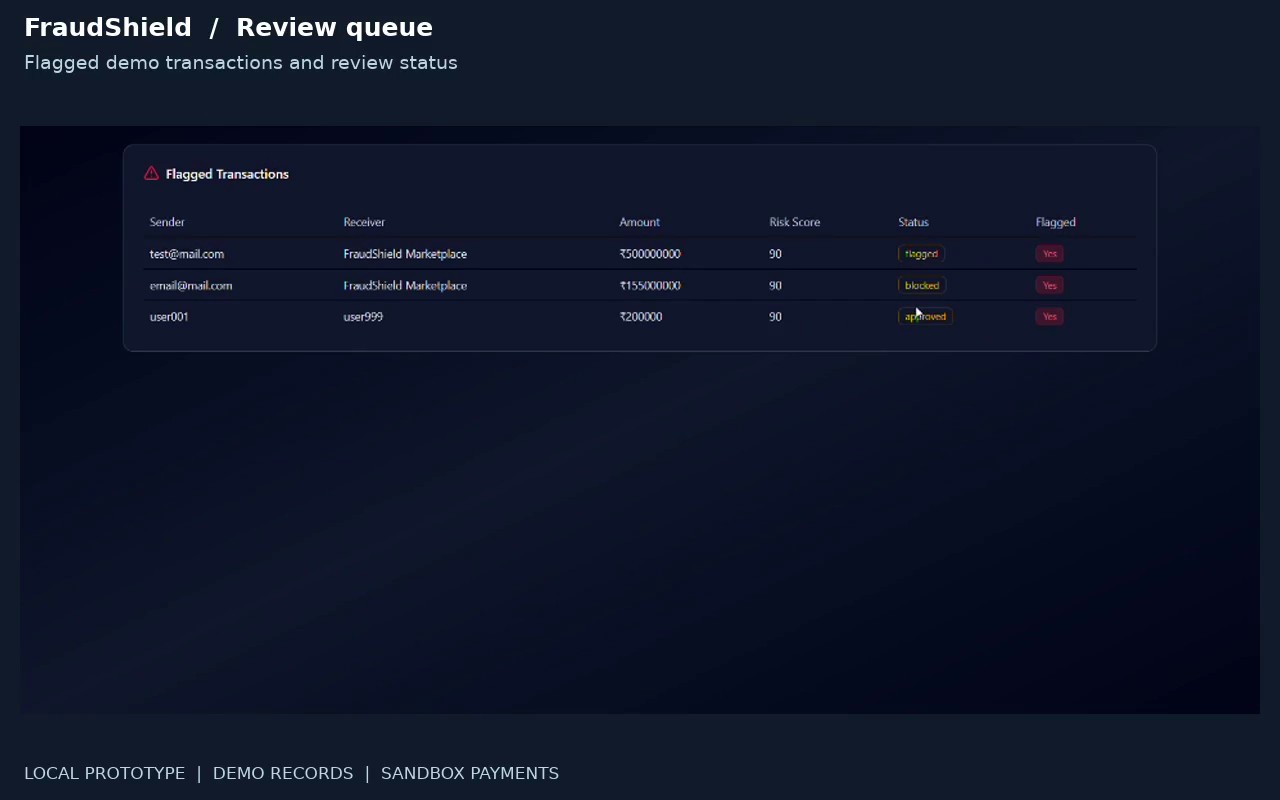 FraudShield / Review queue
Flagged demo transactions and review status
Flagged Transactions
Sender Receiver Amount Risk Score Status Flagged
test@mail.com FraudShield Marketplace ₹500000000 90 flagged Yes
email@mail.com FraudShield Marketplace ₹155000000 90 blocked Yes
user001 user999 ₹200000 90 approved Yes
LOCAL PROTOTYPE | DEMO RECORDS | SANDBOX PAYMENTS